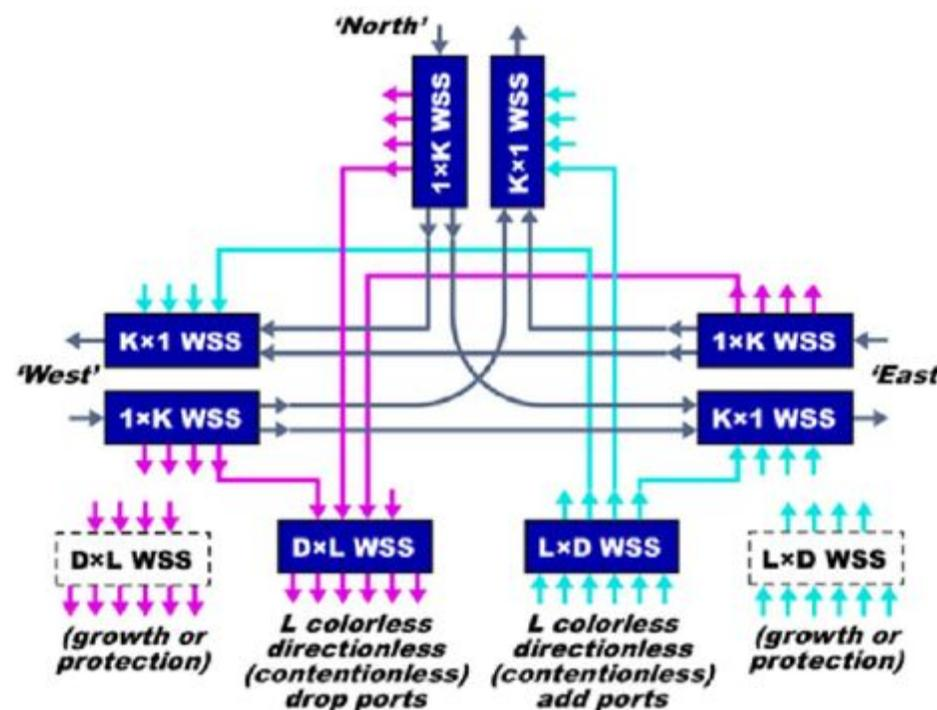 'North'
1×K WSS
K×1 WSS
K×1 WSS
1×K WSS
'West'
'East'
1×K WSS
K×1 WSS
D×L WSS
D×L WSS
L×D WSS
L×D WSS
(growth or
protection)
L colorless
directionless
(contentionless)
drop ports
L colorless
directionless
(contentionless)
add ports
(growth or
protection)